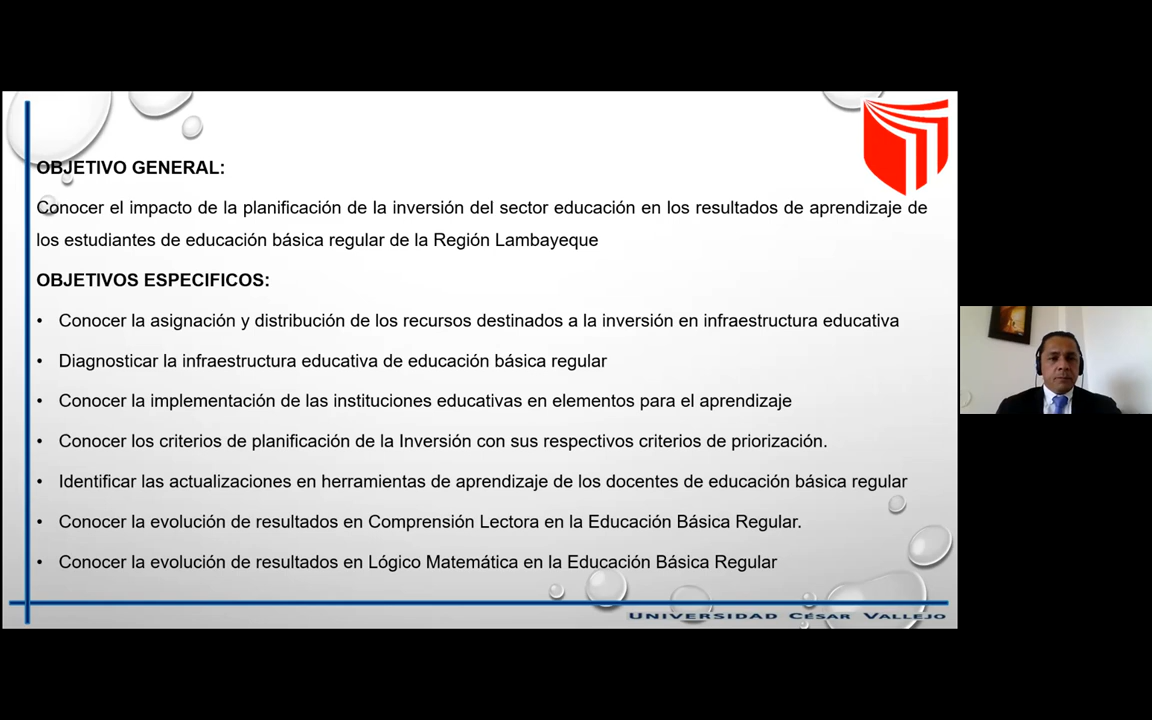 OBJETIVO GENERAL:
Conocer el impacto de la planificación de la inversión del sector educación en los resultados de aprendizaje de
los estudiantes de educación básica regular de la Región Lambayeque
OBJETIVOS ESPECIFICOS:
• Conocer la asignación y distribución de los recursos destinados a la inversión en infraestructura educativa
• Diagnosticar la infraestructura educativa de educación básica regular
• Conocer la implementación de las instituciones educativas en elementos para el aprendizaje
• Conocer los criterios de planificación de la Inversión con sus respectivos criterios de priorización.
• Identificar las actualizaciones en herramientas de aprendizaje de los docentes de educación básica regular
• Conocer la evolución de resultados en Comprensión Lectora en la Educación Básica Regular.
• Conocer la evolución de resultados en Lógico Matemática en la Educación Básica Regular
UNIVERSIDAD CÉSAR VALLEJO